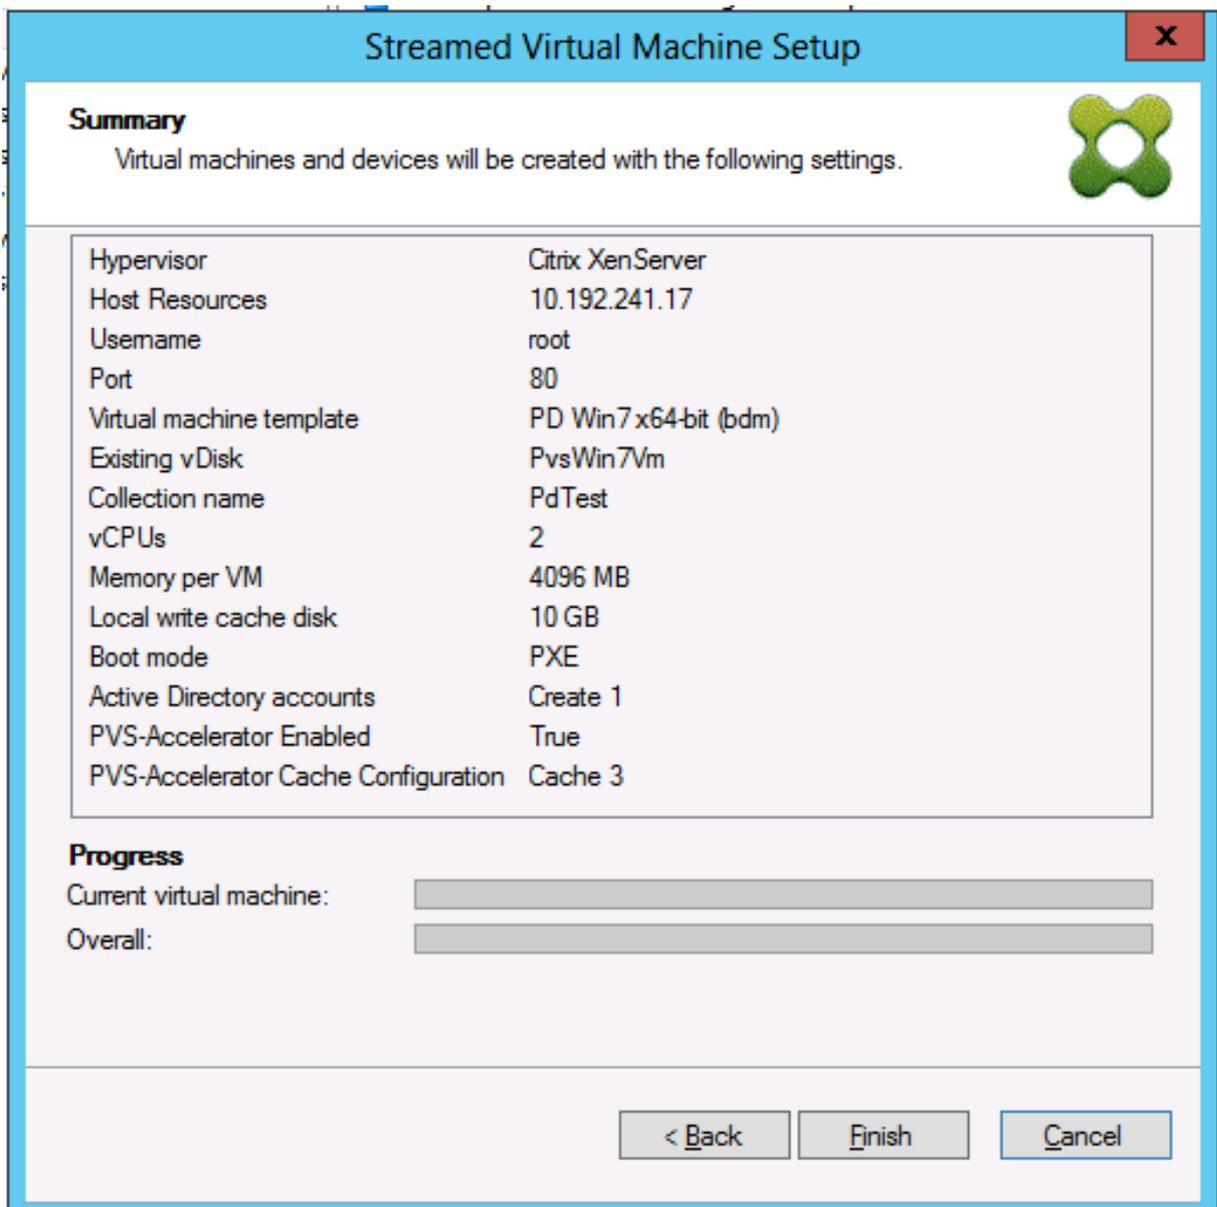 Streamed Virtual Machine Setup
x
Summary
Virtual machines and devices will be created with the following settings.
Hypervisor Citrix XenServer
Host Resources 10.192.241.17
Username root
Port 80
Virtual machine template PD Win7x64-bit (bdm)
Existing vDisk PvsWin7Vm
Collection name PdTest
vCPUs 2
Memory per VM 4096 MB
Local write cache disk 10 GB
Boot mode PXE
Active Directory accounts Create 1
PVS-Accelerator Enabled True
PVS-Accelerator Cache Configuration Cache 3
Progress
Current virtual machine:
Overall:
< Back Finish Cancel